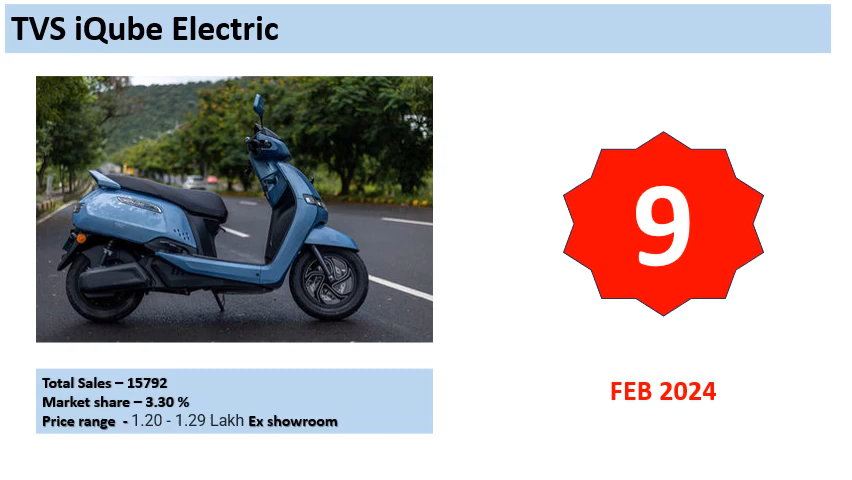 TVS iQube Electric
9
Total Sales – 15792
Market share – 3.30 %
Price range  - 1.20 - 1.29 Lakh Ex showroom
FEB 2024